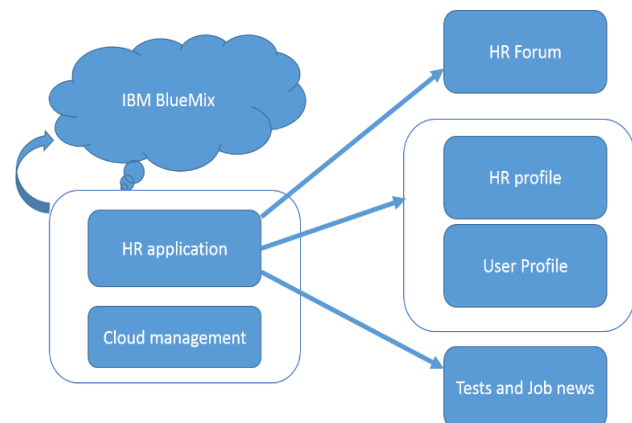 IBM BlueMix
HR Forum
HR profile
HR application
User Profile
Cloud management
Tests and Job news